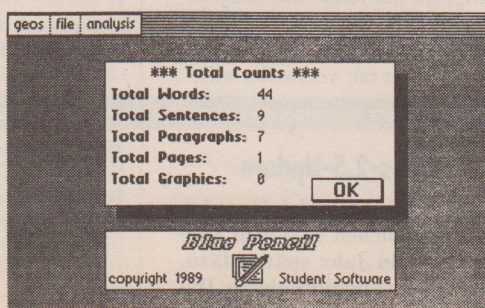 geos file analysis
*** Total Counts ***
Total Words: 44
Total Sentences: 9
Total Paragraphs: 7
Total Pages: 1
Total Graphics: 0
OK
Blue Pencil
copyright 1989 Student Software